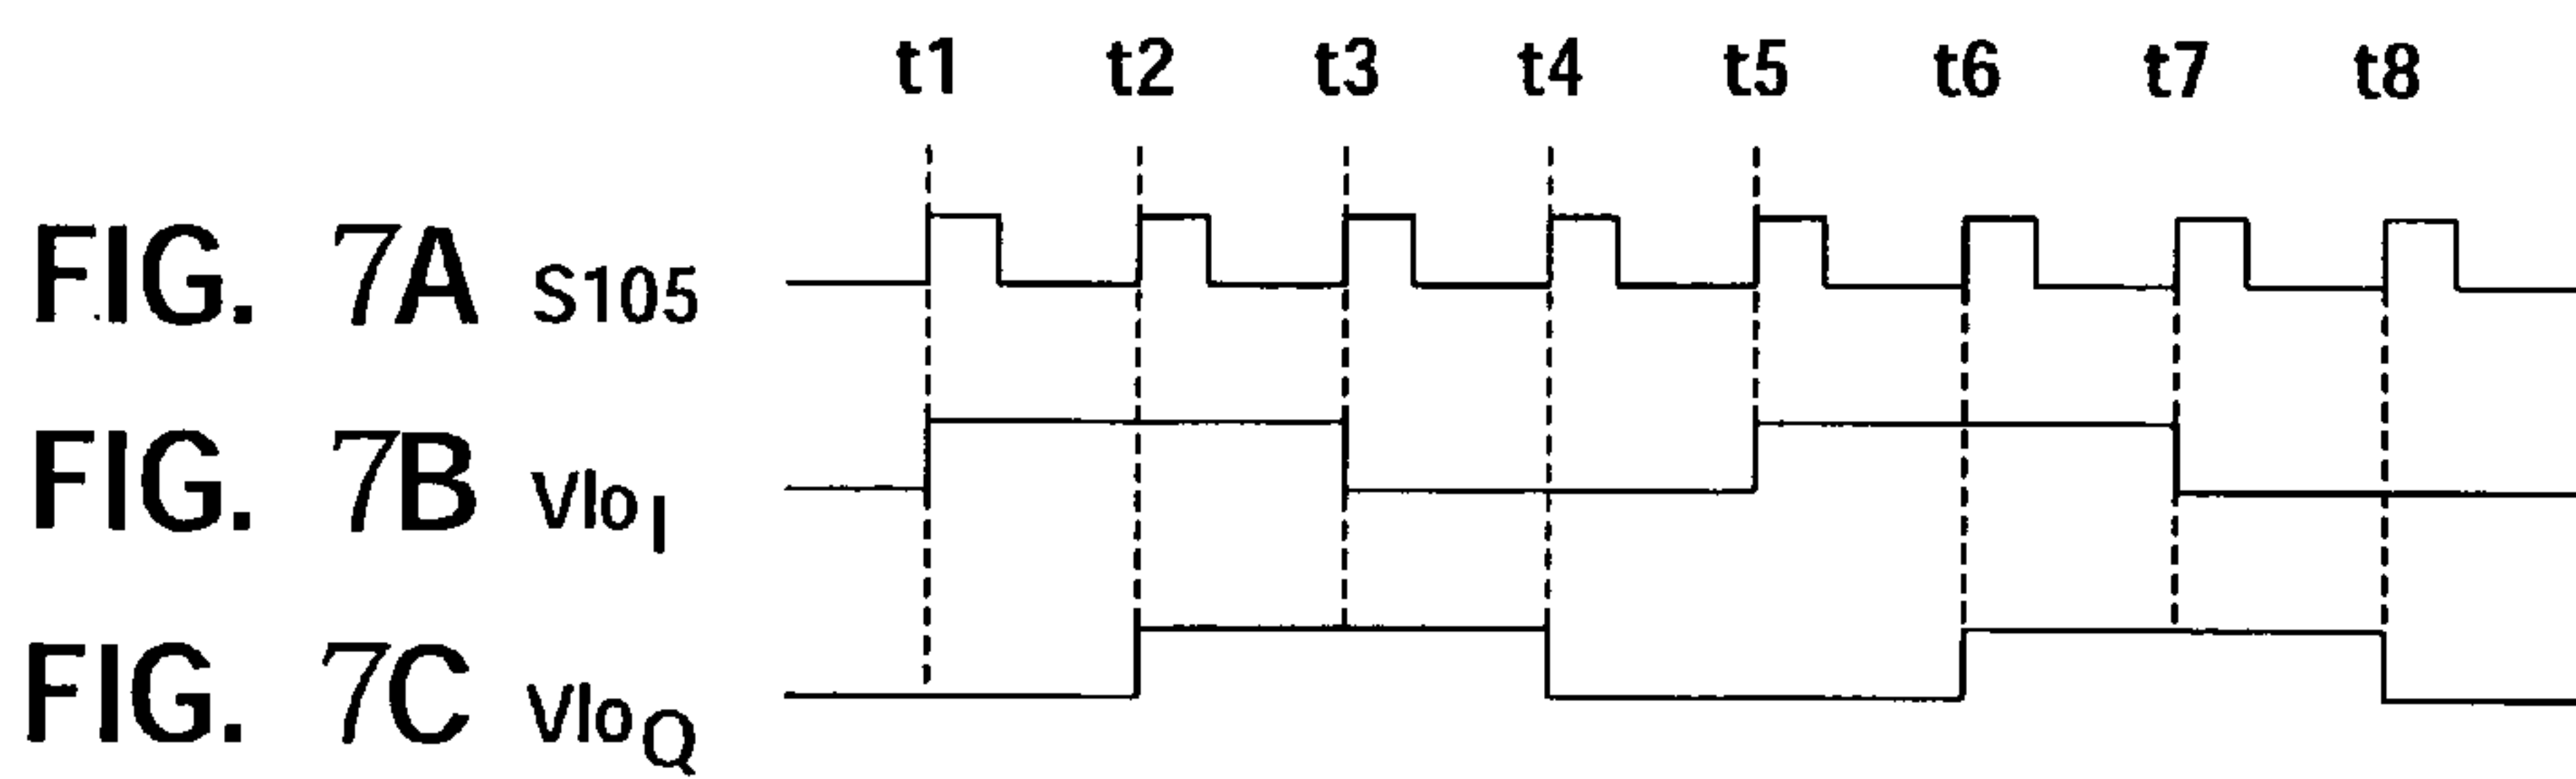 t1 t2 t3 t4 t5 t6 t7 t8
FIG. 7A S105
FIG. 7B VloI
FIG. 7C VloQ